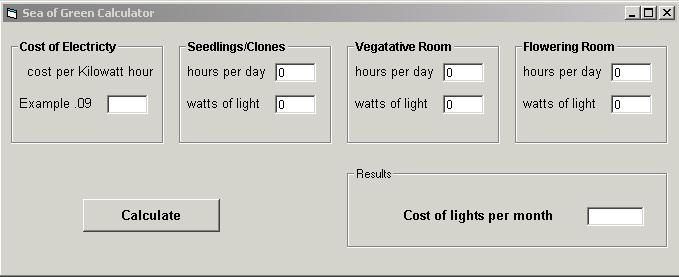 Sea of Green Calculator
Cost of Electricty
Seedlings/Clones
Vegatative Room
Flowering Room
cost per Kilowatt hour
hours per day 0
hours per day 0
hours per day 0
Example .09
watts of light 0
watts of light 0
watts of light 0
Results
Calculate
Cost of lights per month